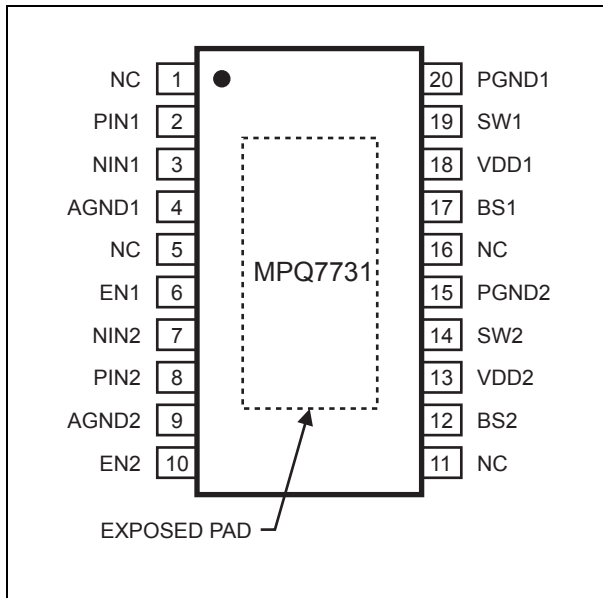 NC 1 20 PGND1
PIN1 2 19 SW1
NIN1 3 18 VDD1
AGND1 4 17 BS1
NC 5 16 NC
MPQ7731
EN1 6 15 PGND2
NIN2 7 14 SW2
PIN2 8 13 VDD2
AGND2 9 12 BS2
EN2 10 11 NC
EXPOSED PAD